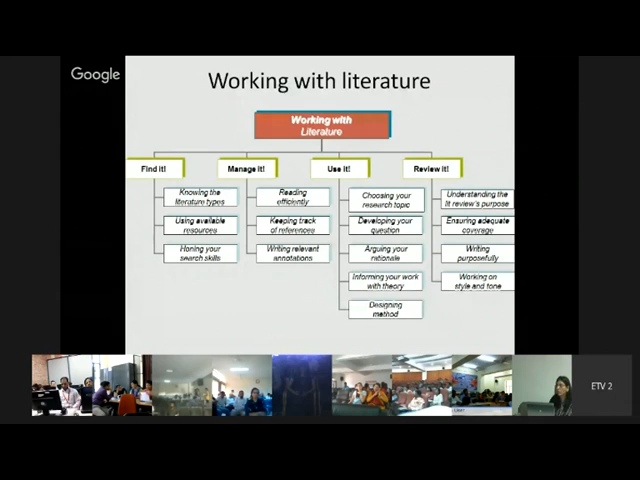 Google
Working with literature
Working with
Literature
Find it!
Manage it!
Use it!
Review it!
Knowing the
literature types
Using available
resources
Honing your
search skills
Reading
efficiently
Keeping track
of references
Writing relevant
annotations
Choosing your
research topic
Developing your
question
Arguing your
rationale
Informing your work
with theory
Designing
method
Understanding the
lit review's purpose
Ensuring adequate
coverage
Writing
purposefully
Working on
style and tone
ETV 2